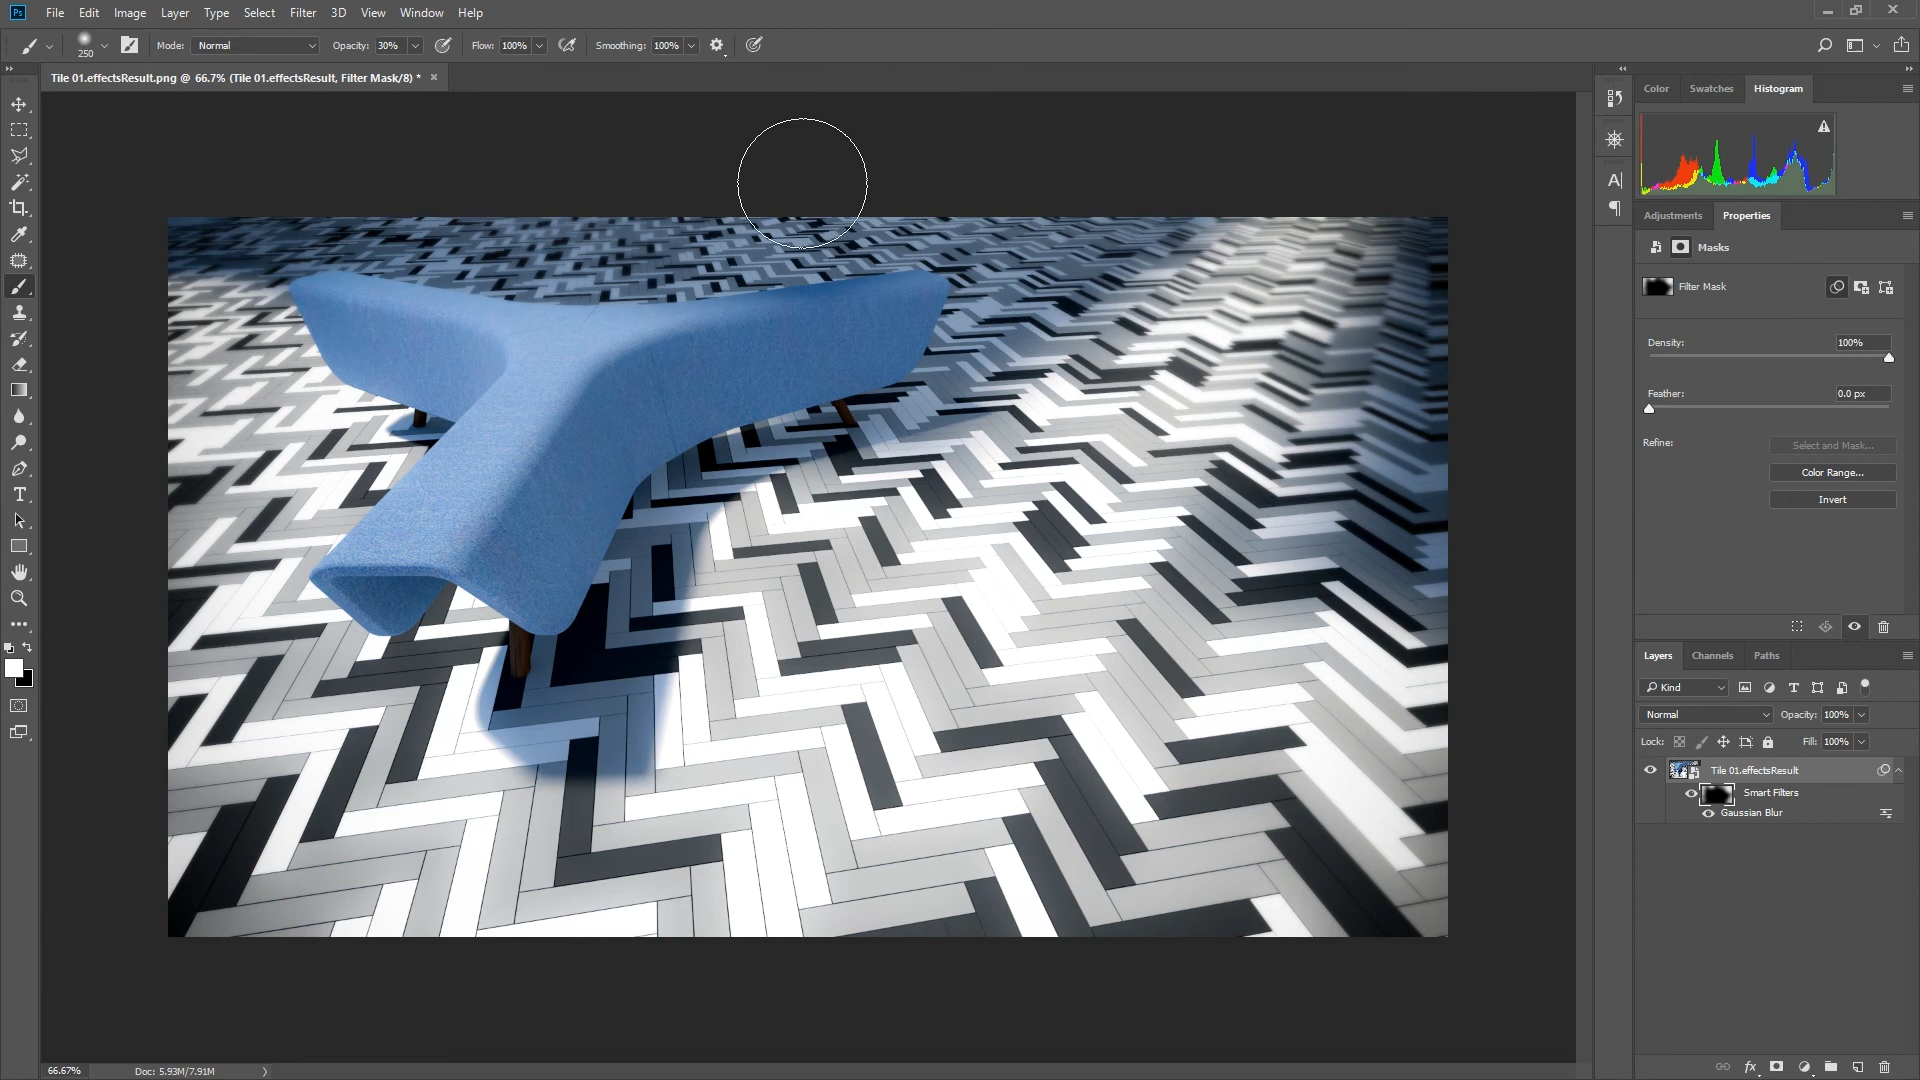 Ps File Edit Image Layer Type Select Filter 3D View Window Help
250 Mode: Normal Opacity: 30% Flow: 100% Smoothing: 100%
Tile 01.effectsResult.png @ 66.7% (Tile 01.effectsResult, Filter Mask/8) *
Color Swatches Histogram
A
Adjustments Properties
Masks
Filter Mask
Density: 100%
Feather: 0.0 px
Refine: Select and Mask...
Color Range...
Invert
T
Layers Channels Paths
Kind T
Normal Opacity: 100%
Lock: Fill: 100%
Tile 01.effectsResult
Smart Filters
Gaussian Blur
66.67% Doc: 5.93M/7.91M
fx